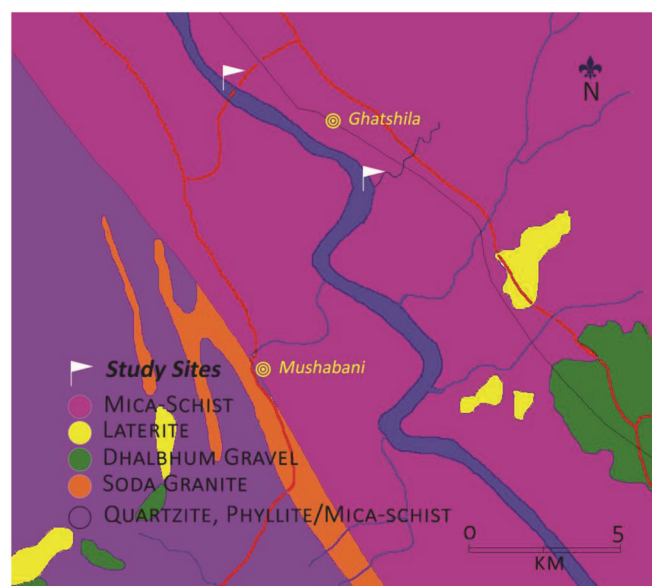 N
Ghatshila
Mushabani
Study Sites
MICA-SCHIST
LATERITE
DHALBHUM GRAVEL
SODA GRANITE
QUARTZITE, PHYLLITE/MICA-SCHIST
0 5
KM